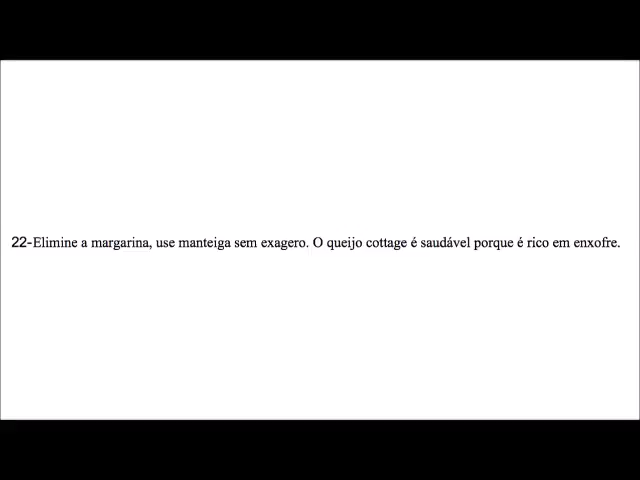 22-Elimine a margarina, use manteiga sem exagero. O queijo cottage é saudável porque é rico em enxofre.